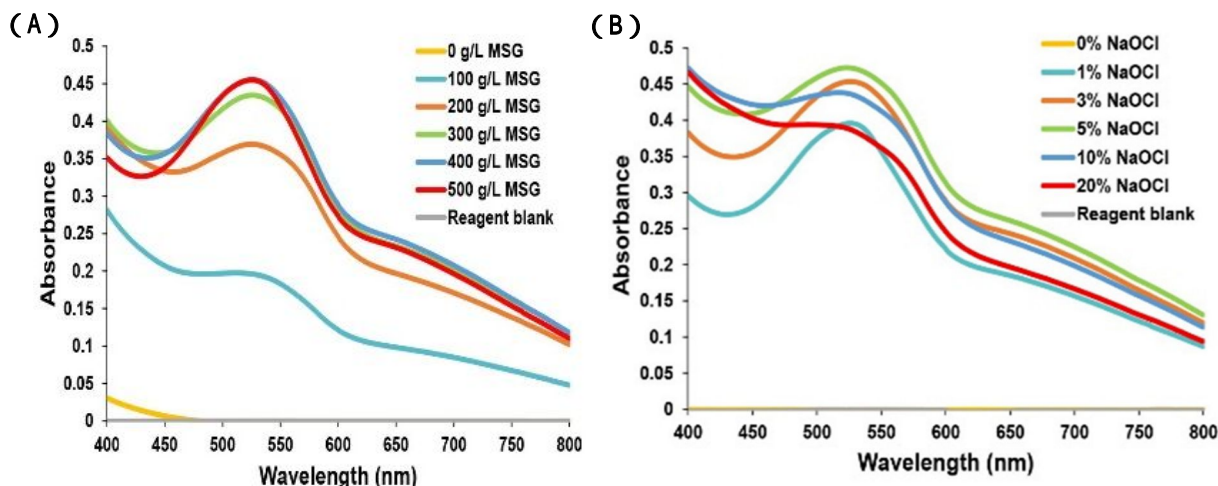 (A)
0.5
0.45
0.4
0.35
0.3
0.25
0.2
0.15
0.1
0.05
0
Absorbance
400 450 500 550 600 650 700 750 800
Wavelength (nm)
0 g/L MSG
100 g/L MSG
200 g/L MSG
300 g/L MSG
400 g/L MSG
500 g/L MSG
Reagent blank
(B)
0.5
0.45
0.4
0.35
0.3
0.25
0.2
0.15
0.1
0.05
0
Absorbance
400 450 500 550 600 650 700 750 800
Wavelength (nm)
0% NaOCl
1% NaOCl
3% NaOCl
5% NaOCl
10% NaOCl
20% NaOCl
Reagent blank